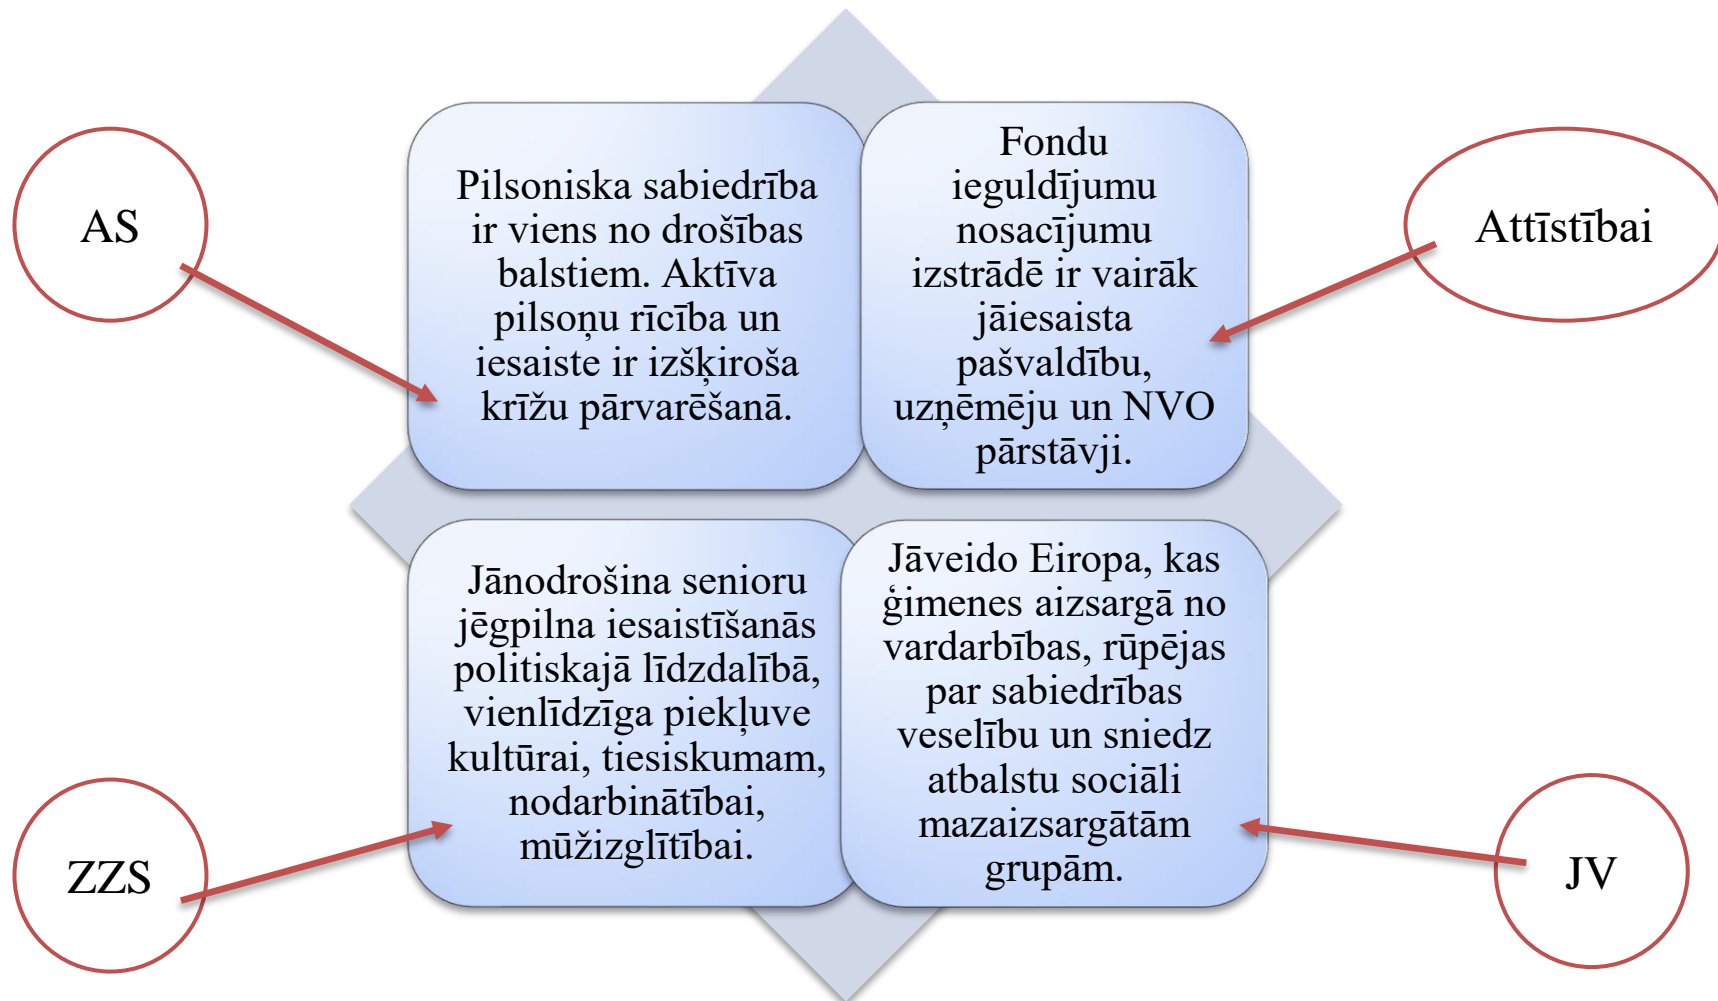 AS
Pilsoniska sabiedrība
ir viens no drošības
balstiem. Aktīva
pilsoņu rīcība un
iesaiste ir izšķiroša
krīžu pārvarēšanā.
Fondu
ieguldījumu
nosacījumu
izstrādē ir vairāk
jāiesaista
pašvaldību,
uzņēmēju un NVO
pārstāvji.
Attīstībai
ZZS
Jānodrošina senioru
jēgpilna iesaistīšanās
politiskajā līdzdalībā,
vienlīdzīga piekļuve
kultūrai, tiesiskumam,
nodarbinātībai,
mūžizglītībai.
Jāveido Eiropa, kas
ģimenes aizsargā no
vardarbības, rūpējas
par sabiedrības
veselību un sniedz
atbalstu sociāli
mazaizsargātām
grupām.
JV